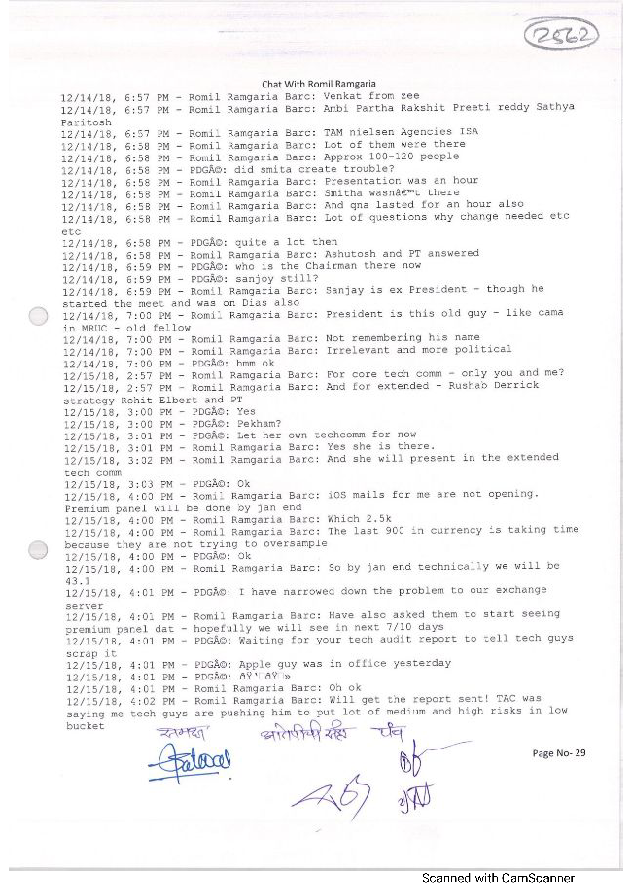 2562
Chat With Romil Ramgaria
12/14/18, 6:57 PM - Romil Ramgaria Barc: Venkat from zee
12/14/18, 6:57 PM - Romil Ramgaria Barc: Ambi Partha Rakshit Preeti reddy Sathya
Paritosh
12/14/18, 6:57 PM - Romil Ramgaria Barc: TAM nielsen Agencies ISA
12/14/18, 6:58 PM - Romil Ramgaria Barc: Lot of them were there
12/14/18, 6:58 PM - Romil Ramgaria Barc: Approx 100-120 people
12/14/18, 6:58 PM - PDGÃ©: did smita create trouble?
12/14/18, 6:58 PM - Romil Ramgaria Barc: Presentation was an hour
12/14/18, 6:58 PM - Romil Ramgaria Barc: Smitha wasnâ€™t there
12/14/18, 6:58 PM - Romil Ramgaria Barc: And qna lasted for an hour also
12/14/18, 6:58 PM - Romil Ramgaria Barc: Lot of questions why change needed etc
etc
12/14/18, 6:58 PM - PDGÃ©: quite a lot then
12/14/18, 6:58 PM - Romil Ramgaria Barc: Ashutosh and PT answered
12/14/18, 6:59 PM - PDGÃ©: who is the Chairman there now
12/14/18, 6:59 PM - PDGÃ©: sanjoy still?
12/14/18, 6:59 PM - Romil Ramgaria Barc: Sanjay is ex President - though he
started the meet and was on Dias also
12/14/18, 7:00 PM - Romil Ramgaria Barc: President is this old guy - like cama
in MRUC - old fellow
12/14/18, 7:00 PM - Romil Ramgaria Barc: Not remembering his name
12/14/18, 7:00 PM - Romil Ramgaria Barc: Irrelevant and more political
12/14/18, 7:00 PM - PDGÃ©: hmm ok
12/15/18, 2:57 PM - Romil Ramgaria Barc: For core tech comm - only you and me?
12/15/18, 2:57 PM - Romil Ramgaria Barc: And for extended - Rushab Derrick
strategy Rohit Elbert and PT
12/15/18, 3:00 PM - PDGÃ©: Yes
12/15/18, 3:00 PM - PDGÃ©: Pekham?
12/15/18, 3:01 PM - PDGÃ©: Let her own techcomm for now
12/15/18, 3:01 PM - Romil Ramgaria Barc: Yes she is there.
12/15/18, 3:02 PM - Romil Ramgaria Barc: And she will present in the extended
tech comm
12/15/18, 3:03 PM - PDGÃ©: Ok
12/15/18, 4:00 PM - Romil Ramgaria Barc: iOS mails for me are not opening.
Premium panel will be done by jan end
12/15/18, 4:00 PM - Romil Ramgaria Barc: Which 2.5k
12/15/18, 4:00 PM - Romil Ramgaria Barc: The last 900 in currency is taking time
because they are not trying to oversample
12/15/18, 4:00 PM - PDGÃ©: Ok
12/15/18, 4:00 PM - Romil Ramgaria Barc: So by jan end technically we will be
43.1
12/15/18, 4:01 PM - PDGÃ©: I have narrowed down the problem to our exchange
server
12/15/18, 4:01 PM - Romil Ramgaria Barc: Have also asked them to start seeing
premium panel dat - hopefully we will see in next 7/10 days
12/15/18, 4:01 PM - PDGÃ©: Waiting for your tech audit report to tell tech guys
scrap it
12/15/18, 4:01 PM - PDGÃ©: Apple guy was in office yesterday
12/15/18, 4:01 PM - PDGÃ©:
12/15/18, 4:01 PM - Romil Ramgaria Barc: Oh ok
12/15/18, 4:02 PM - Romil Ramgaria Barc: Will get the report sent! TAC was
saying me tech guys are pushing him to put lot of medium and high risks in low
bucket
समक्ष
पंच
Page No- 29
Scanned with CamScanner